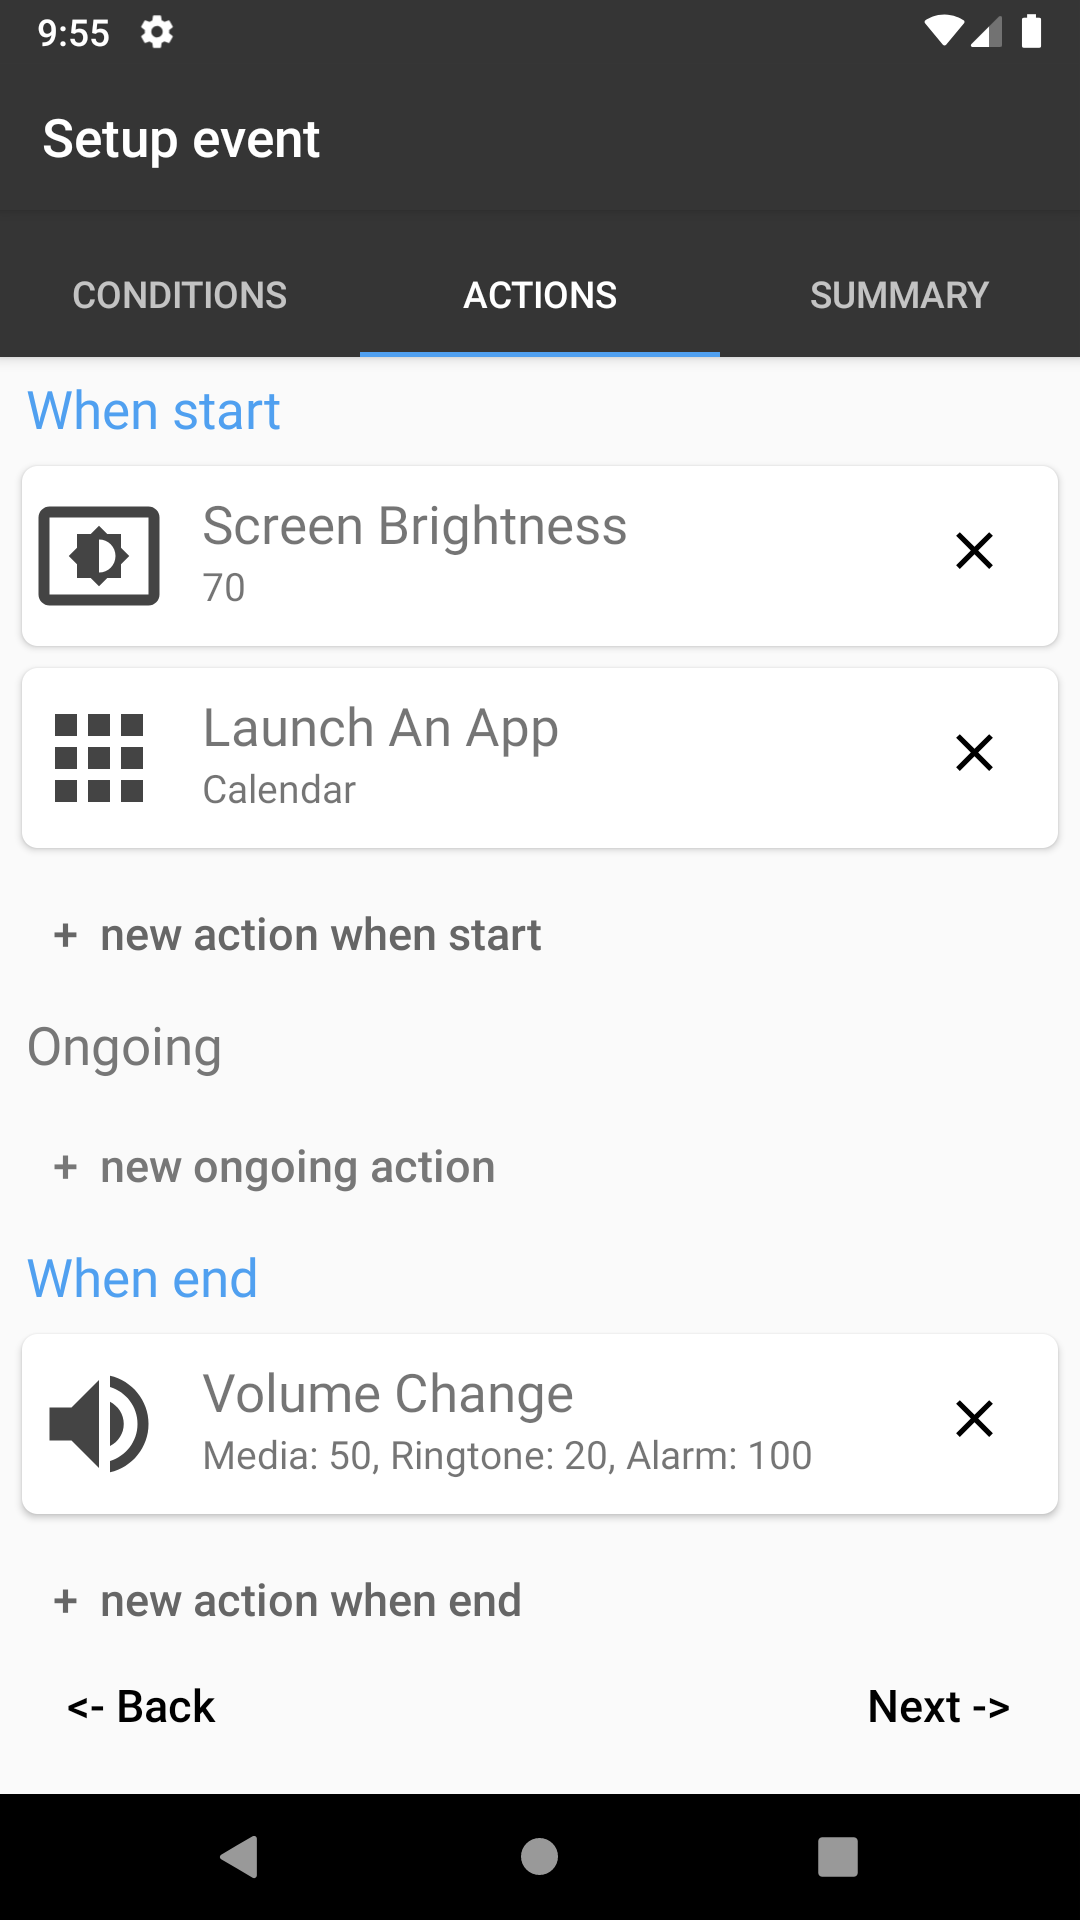 9:55
Setup event
CONDITIONS
ACTIONS
SUMMARY
When start
Screen Brightness
70
Launch An App
Calendar
+ new action when start
Ongoing
+ new ongoing action
When end
Volume Change
Media: 50, Ringtone: 20, Alarm: 100
+ new action when end
<- Back
Next ->